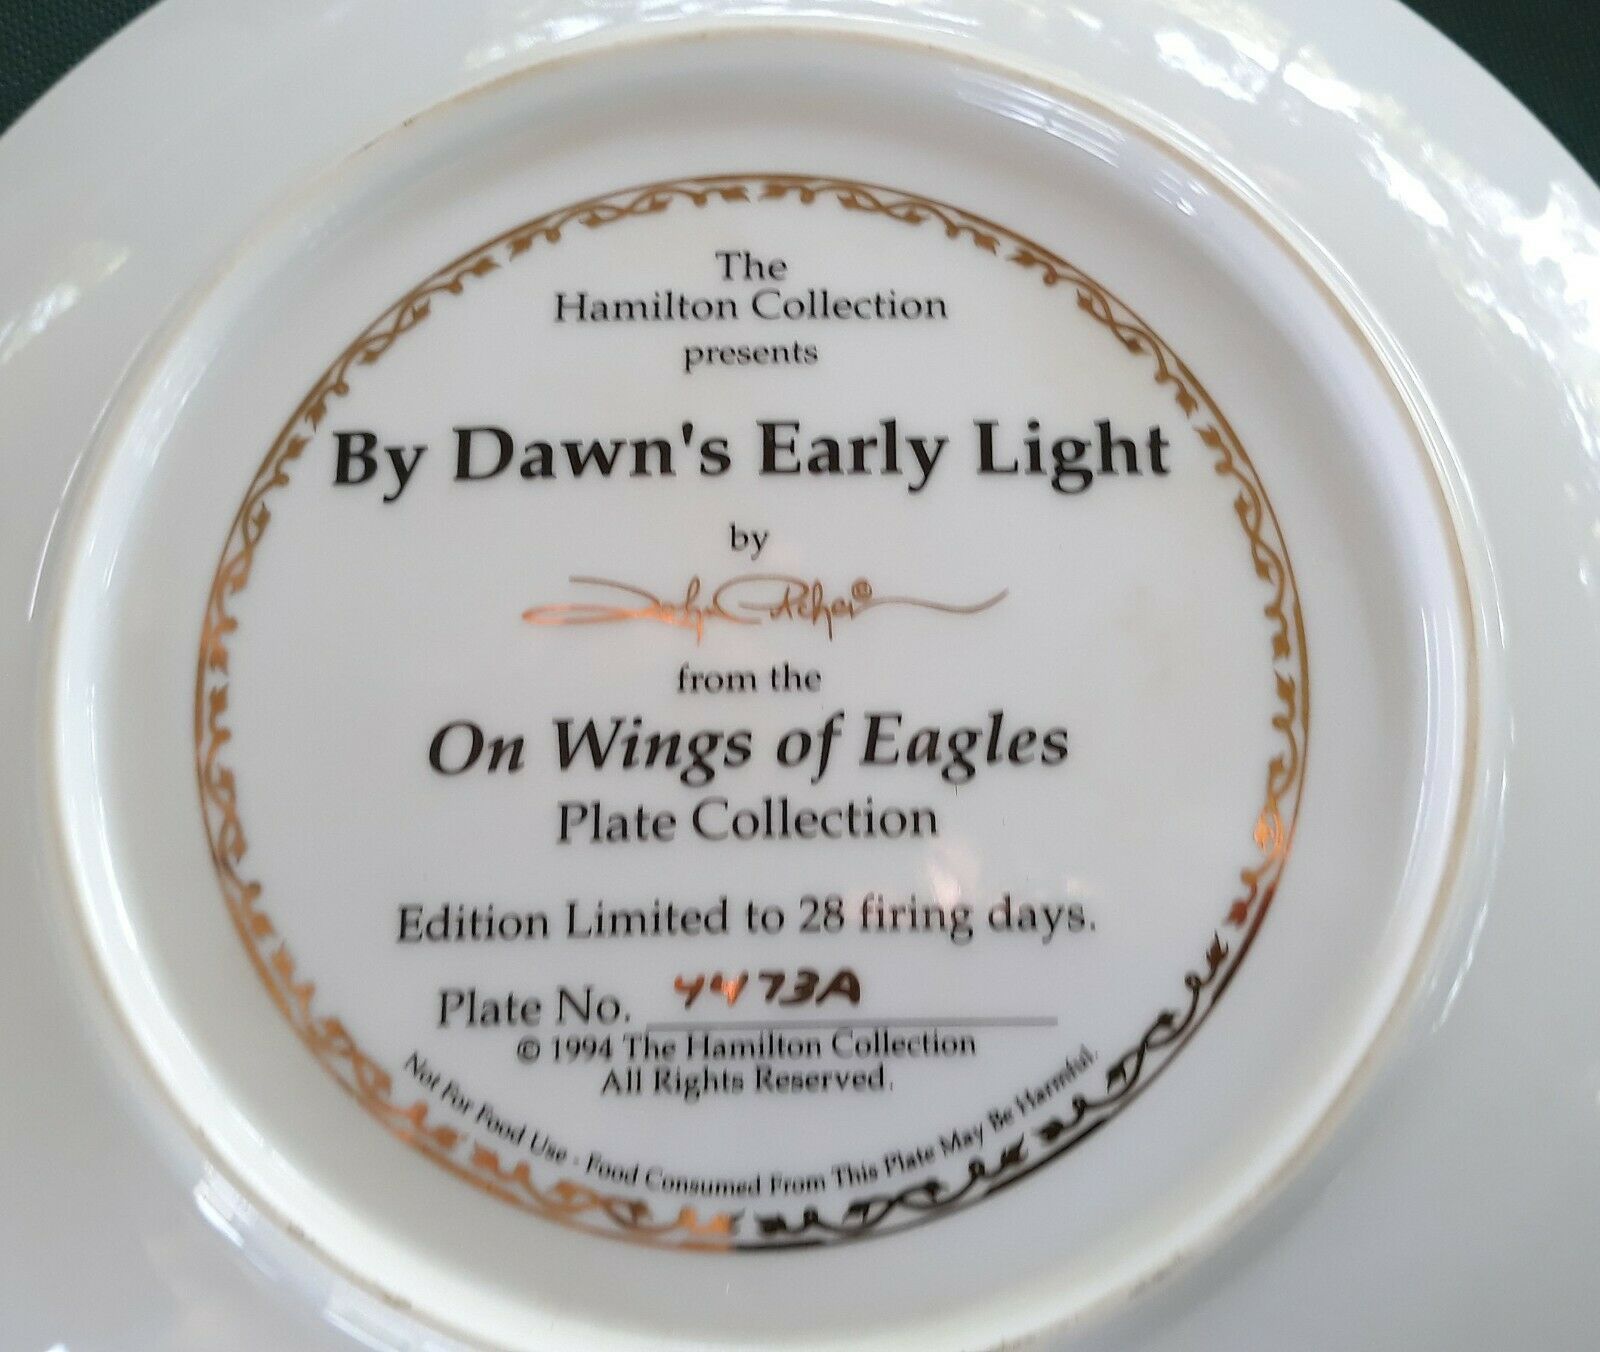 The
Hamilton Collection
presents
By Dawn's Early Light
by
from the
On Wings of Eagles
Plate Collection
Edition Limited to 28 firing days.
Plate No. 4473A
© 1994 The Hamilton Collection
All Rights Reserved.
Not For Food Use - Food Consumed From This Plate May Be Harmful.